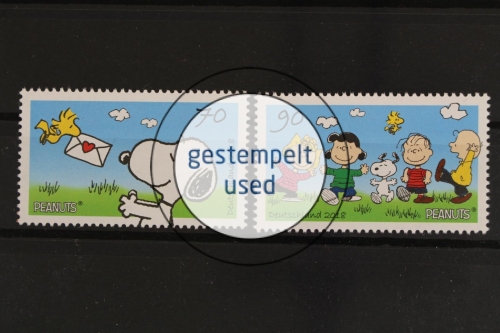 70
90
gestempelt
used
Deutschland 2018
PEANUTS®
PEANUTS